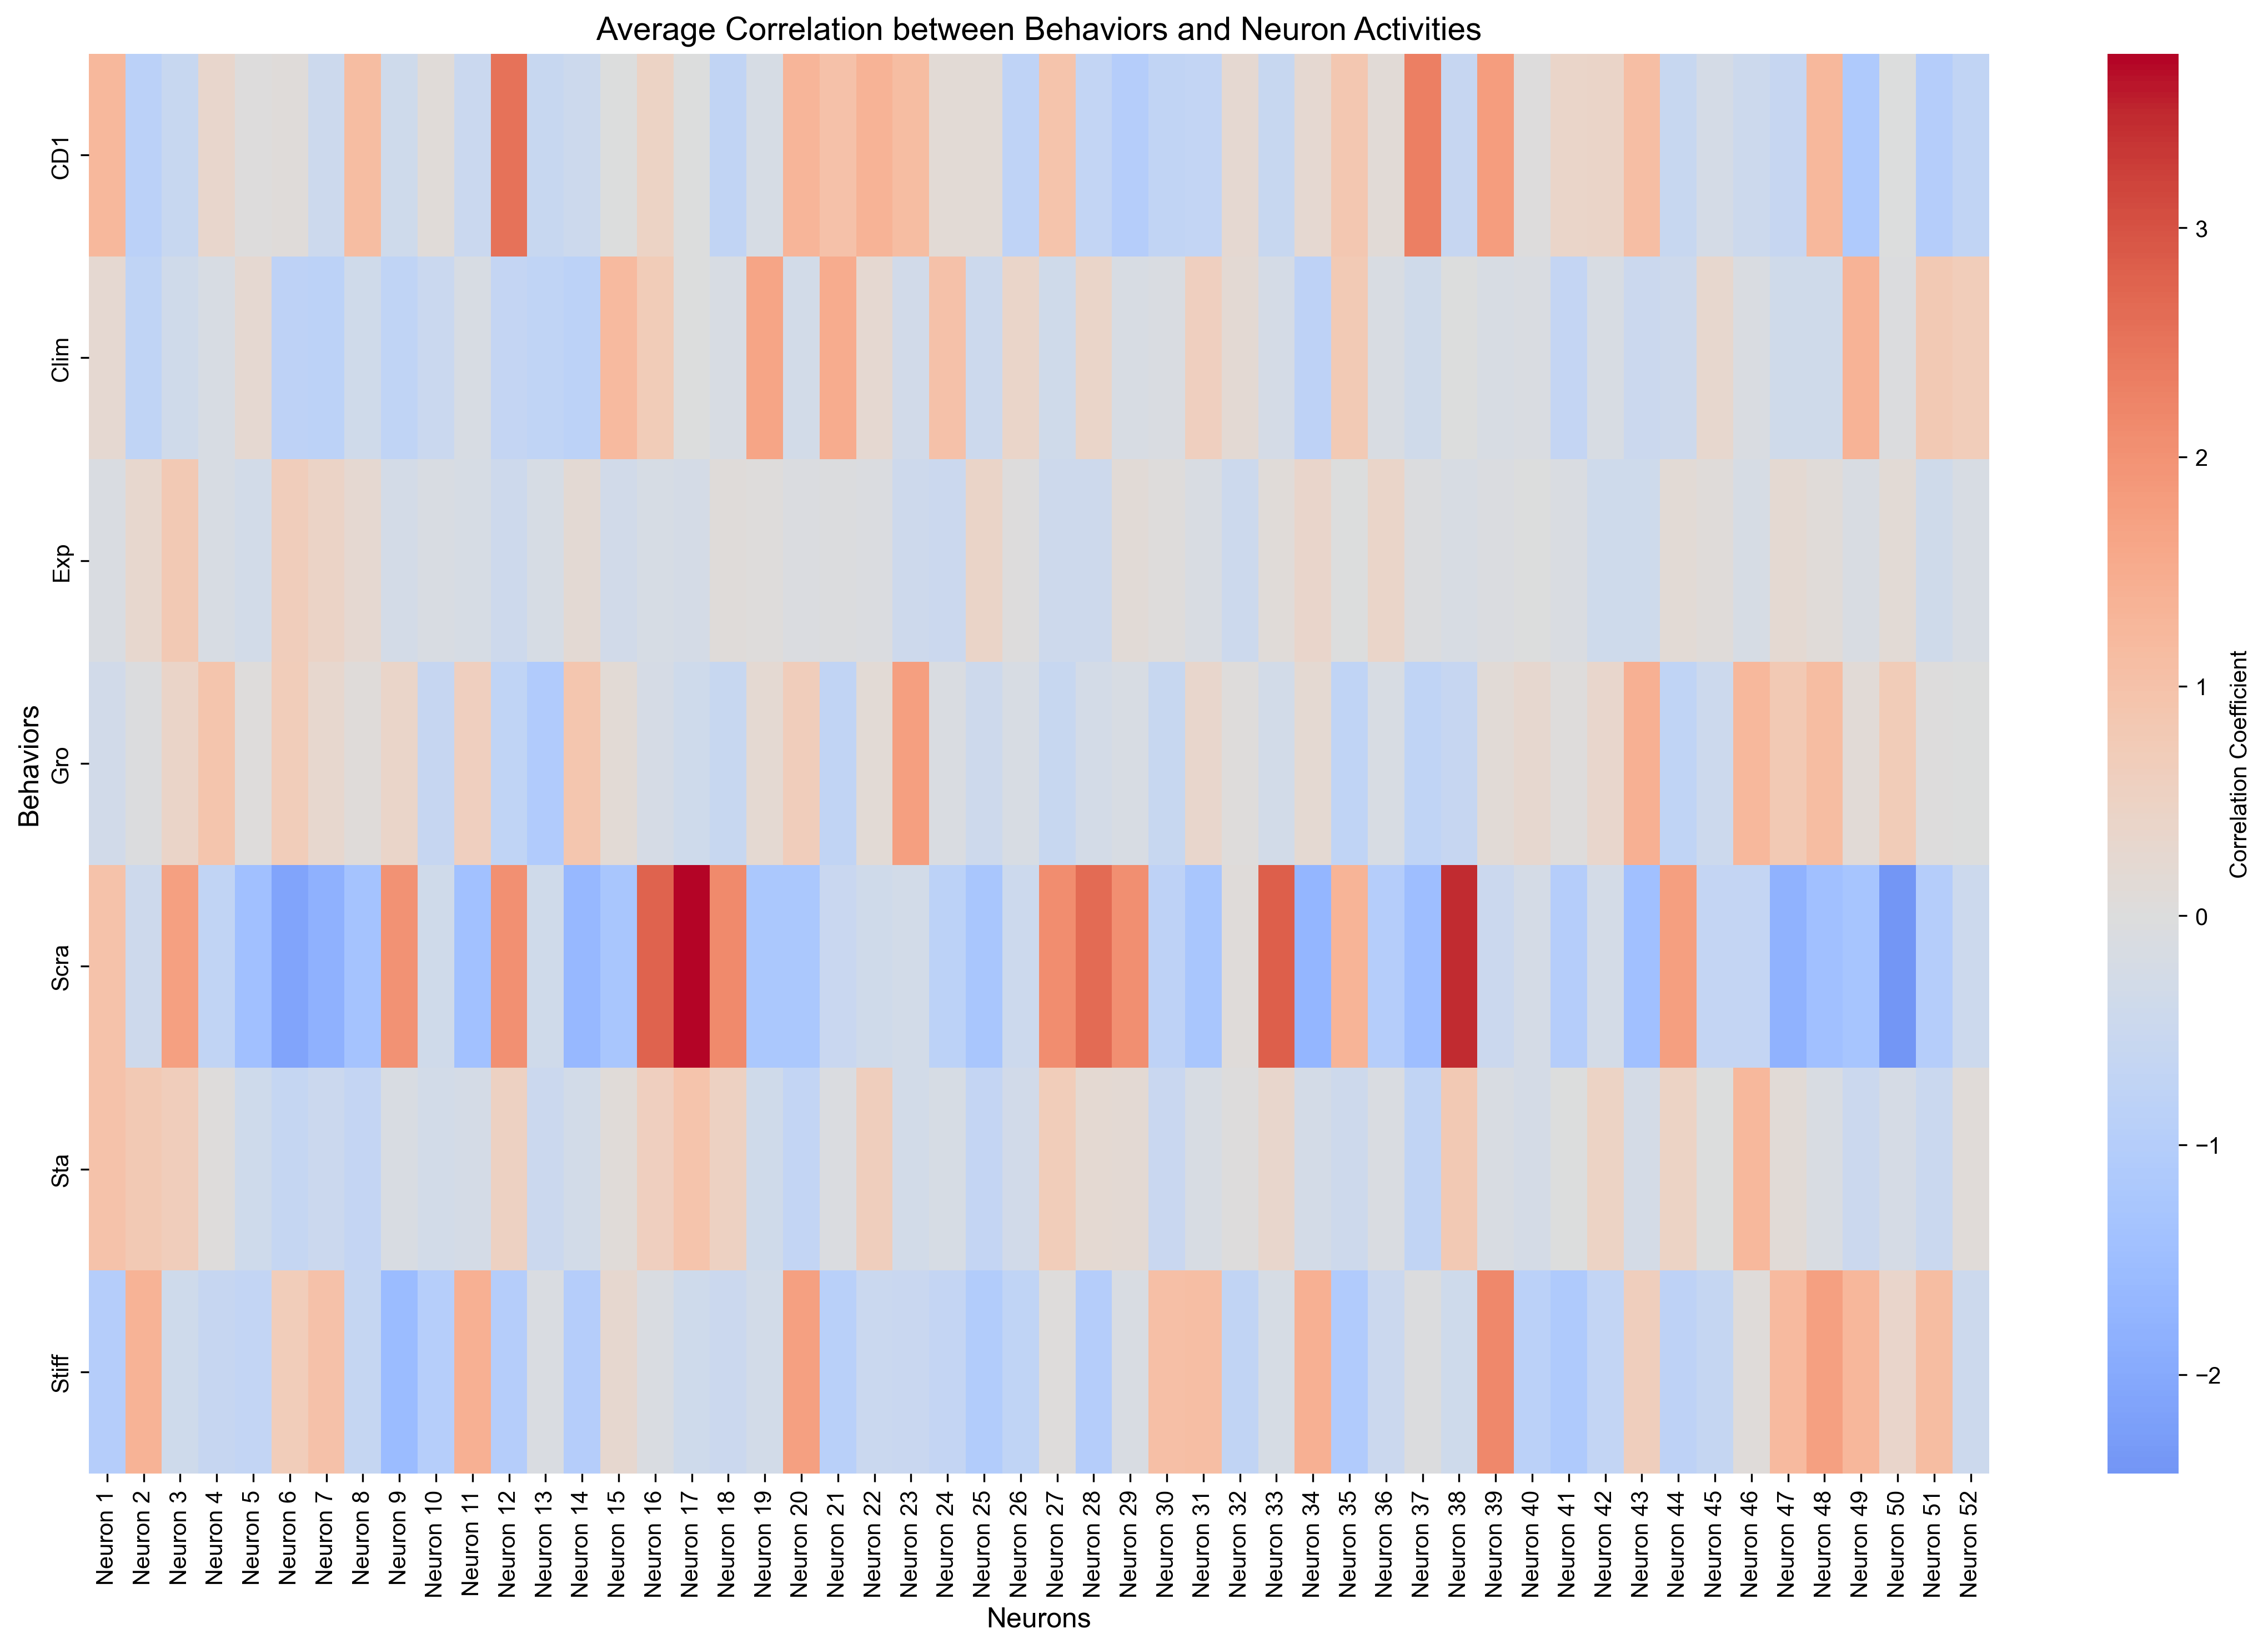 Average Correlation between Behaviors and Neuron Activities
Behaviors
CD1
Clim
Exp
Gro
Scra
Sta
Stiff
Neuron 1
Neuron 2
Neuron 3
Neuron 4
Neuron 5
Neuron 6
Neuron 7
Neuron 8
Neuron 9
Neuron 10
Neuron 11
Neuron 12
Neuron 13
Neuron 14
Neuron 15
Neuron 16
Neuron 17
Neuron 18
Neuron 19
Neuron 20
Neuron 21
Neuron 22
Neuron 23
Neuron 24
Neuron 25
Neuron 26
Neuron 27
Neuron 28
Neuron 29
Neuron 30
Neuron 31
Neuron 32
Neuron 33
Neuron 34
Neuron 35
Neuron 36
Neuron 37
Neuron 38
Neuron 39
Neuron 40
Neuron 41
Neuron 42
Neuron 43
Neuron 44
Neuron 45
Neuron 46
Neuron 47
Neuron 48
Neuron 49
Neuron 50
Neuron 51
Neuron 52
Neurons
3
2
1
0
−1
−2
Correlation Coefficient